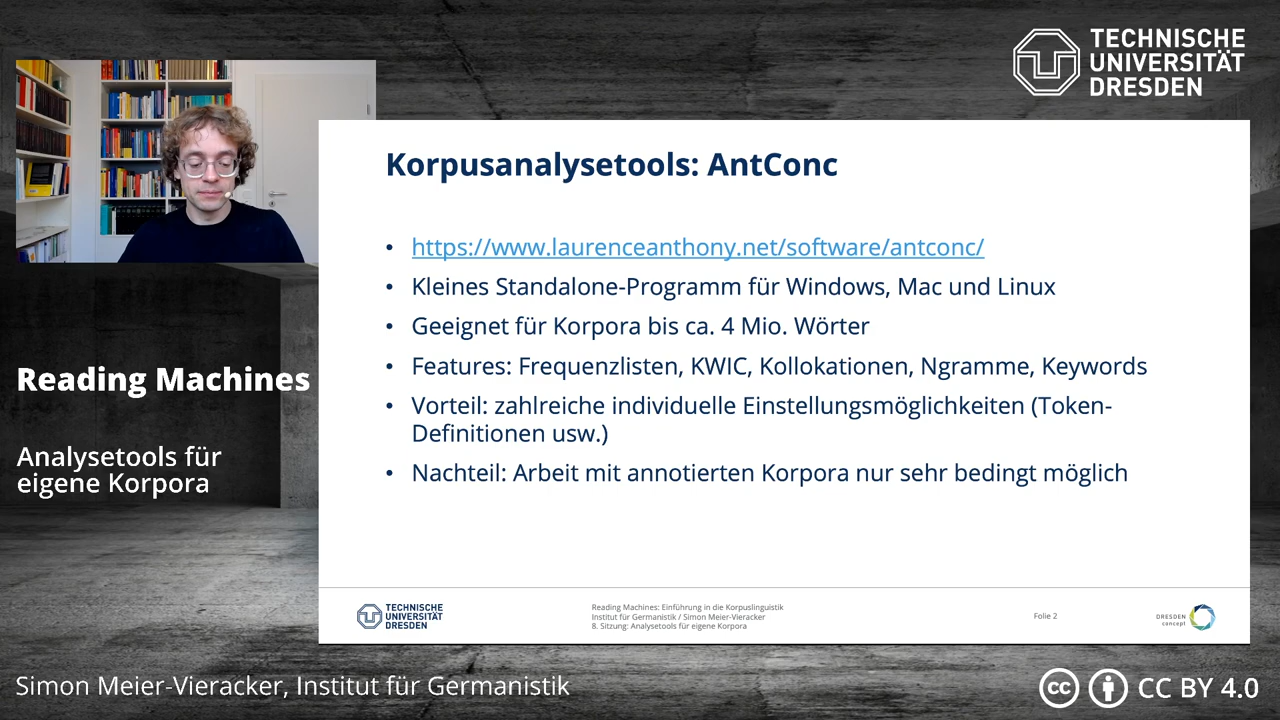 TECHNISCHE
UNIVERSITÄT
DRESDEN
Korpusanalysetools: AntConc
• https://www.laurenceanthony.net/software/antconc/
• Kleines Standalone-Programm für Windows, Mac und Linux
• Geeignet für Korpora bis ca. 4 Mio. Wörter
• Features: Frequenzlisten, KWIC, Kollokationen, Ngramme, Keywords
• Vorteil: zahlreiche individuelle Einstellungsmöglichkeiten (Token-
Definitionen usw.)
• Nachteil: Arbeit mit annotierten Korpora nur sehr bedingt möglich
Reading Machines
Analysetools für
eigene Korpora
TECHNISCHE
UNIVERSITÄT
DRESDEN
Reading Machines: Einführung in die Korpuslinguistik
Institut für Germanistik / Simon Meier-Vieracker
8. Sitzung: Analysetools für eigene Korpora
Folie 2
DRESDEN
concept
Simon Meier-Vieracker, Institut für Germanistik
cc CC BY 4.0